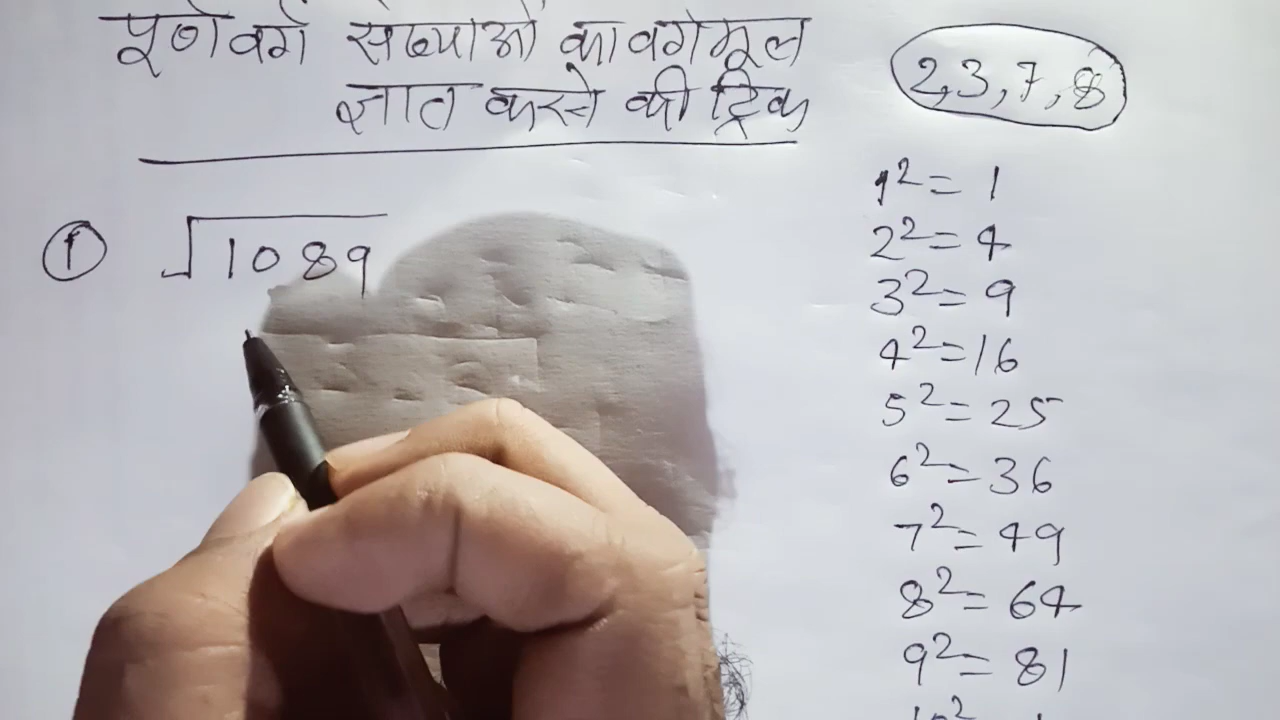 पूर्ण वर्ग संख्याओं का वर्गमूल
ज्ञात करने की ट्रिक
2,3,7,8
① √1089
1² = 1
2² = 4
3² = 9
4² = 16
5² = 25
6² = 36
7² = 49
8² = 64
9² = 81